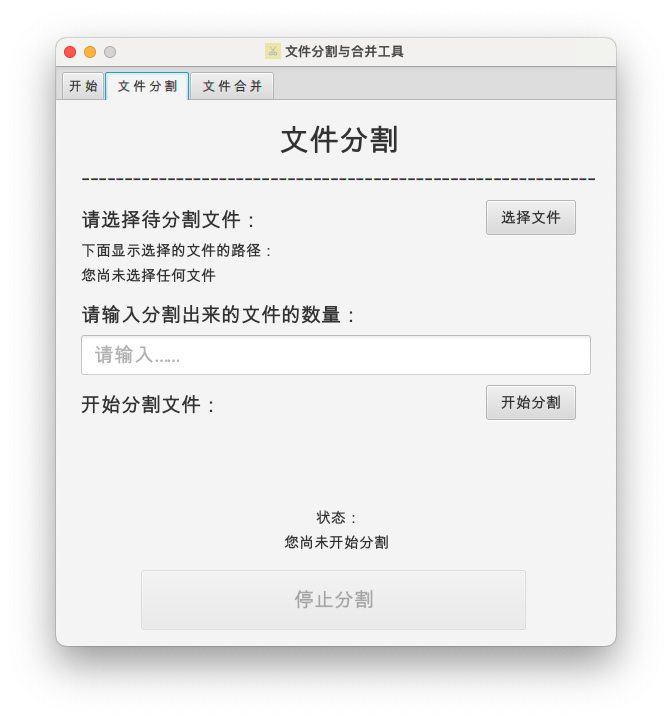 文件分割与合并工具
开始 文件分割 文件合并
文件分割
请选择待分割文件： 选择文件
下面显示选择的文件的路径：
您尚未选择任何文件
请输入分割出来的文件的数量：
请输入......
开始分割文件： 开始分割
状态：
您尚未开始分割
停止分割